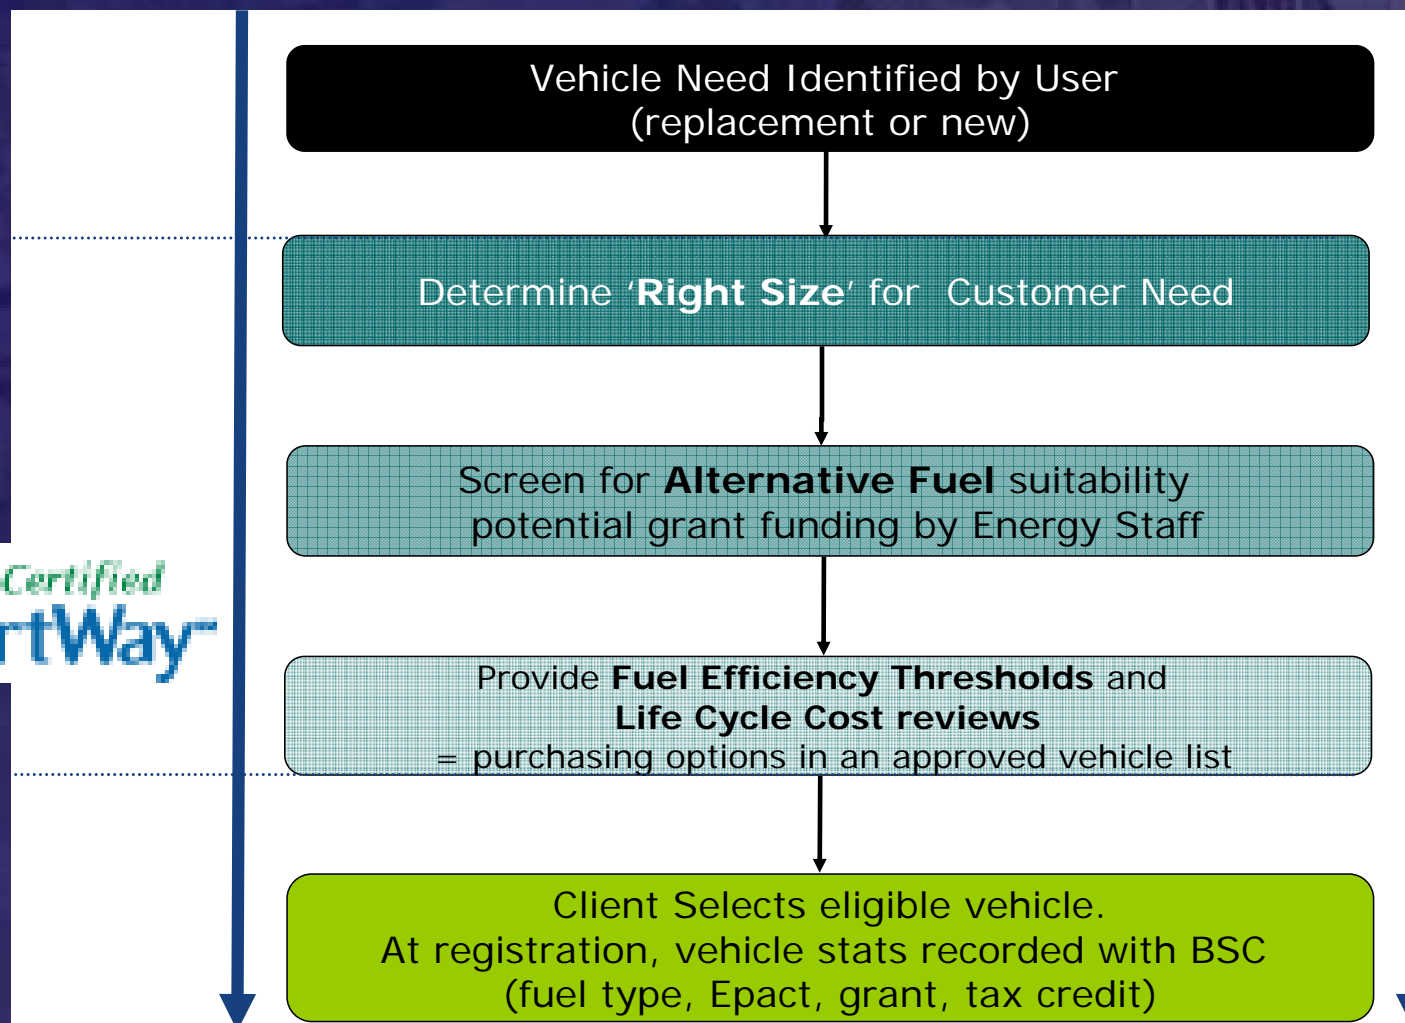 Vehicle Need Identified by User
(replacement or new)
Determine ‘Right Size’ for Customer Need
Screen for Alternative Fuel suitability
potential grant funding by Energy Staff
Certified
rtWay℠
Provide Fuel Efficiency Thresholds and
Life Cycle Cost reviews
= purchasing options in an approved vehicle list
Client Selects eligible vehicle.
At registration, vehicle stats recorded with BSC
(fuel type, Epact, grant, tax credit)